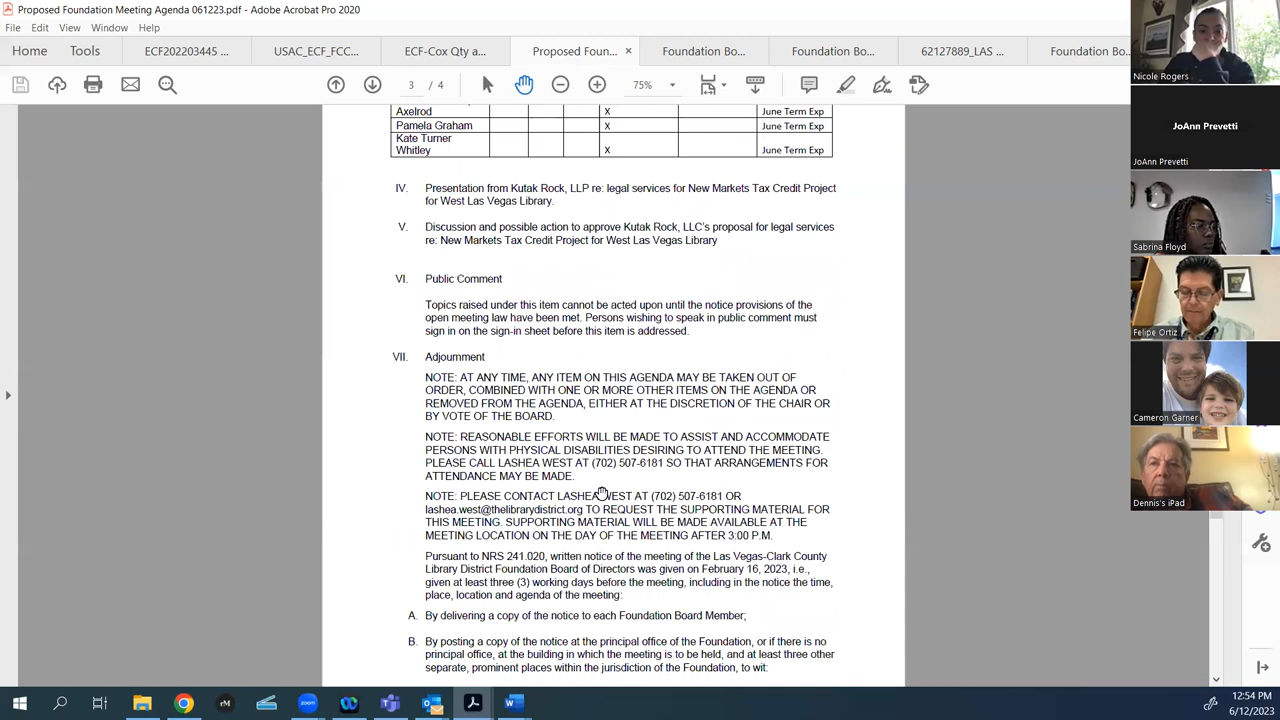 Proposed Foundation Meeting Agenda 061223.pdf - Adobe Acrobat Pro 2020
File Edit View Window Help
Home Tools ECF202203445 ... USAC_ECF_FCC... ECF-Cox Qty a... Proposed Foun... × Foundation Bo... Foundation Bo... 62127889_LAS ... Foundation Bo
3 / 4 75%
Axelrod X June Term Exp
Pamela Graham X June Term Exp
Kate Turner
Whitley X June Term Exp
IV. Presentation from Kutak Rock, LLP re: legal services for New Markets Tax Credit Project
for West Las Vegas Library.
V. Discussion and possible action to approve Kutak Rock, LLC's proposal for legal services
re: New Markets Tax Credit Project for West Las Vegas Library
VI. Public Comment
Topics raised under this item cannot be acted upon until the notice provisions of the
open meeting law have been met. Persons wishing to speak in public comment must
sign in on the sign-in sheet before this item is addressed.
VII. Adjournment
NOTE: AT ANY TIME, ANY ITEM ON THIS AGENDA MAY BE TAKEN OUT OF
ORDER, COMBINED WITH ONE OR MORE OTHER ITEMS ON THE AGENDA OR
REMOVED FROM THE AGENDA, EITHER AT THE DISCRETION OF THE CHAIR OR
BY VOTE OF THE BOARD.
NOTE: REASONABLE EFFORTS WILL BE MADE TO ASSIST AND ACCOMMODATE
PERSONS WITH PHYSICAL DISABILITIES DESIRING TO ATTEND THE MEETING.
PLEASE CALL LASHEA WEST AT (702) 507-6181 SO THAT ARRANGEMENTS FOR
ATTENDANCE MAY BE MADE.
NOTE: PLEASE CONTACT LASHEA WEST AT (702) 507-6181 OR
lashea.west@thelibrarydistrict.org TO REQUEST THE SUPPORTING MATERIAL FOR
THIS MEETING. SUPPORTING MATERIAL WILL BE MADE AVAILABLE AT THE
MEETING LOCATION ON THE DAY OF THE MEETING AFTER 3:00 P.M.
Pursuant to NRS 241.020, written notice of the meeting of the Las Vegas-Clark County
Library District Foundation Board of Directors was given on February 16, 2023, i.e.,
given at least three (3) working days before the meeting, including in the notice the time,
place, location and agenda of the meeting:
A. By delivering a copy of the notice to each Foundation Board Member;
B. By posting a copy of the notice at the principal office of the Foundation, or if there is no
principal office, at the building in which the meeting is to be held, and at least three other
separate, prominent places within the jurisdiction of the Foundation, to wit:
Nicole Rogers
JoAnn Prevetti
JoAnn Prevetti
Sabrina Floyd
Felipe Ortiz
Cameron Garner
Dennis's iPad
rM zoom
12:54 PM
6/12/2023